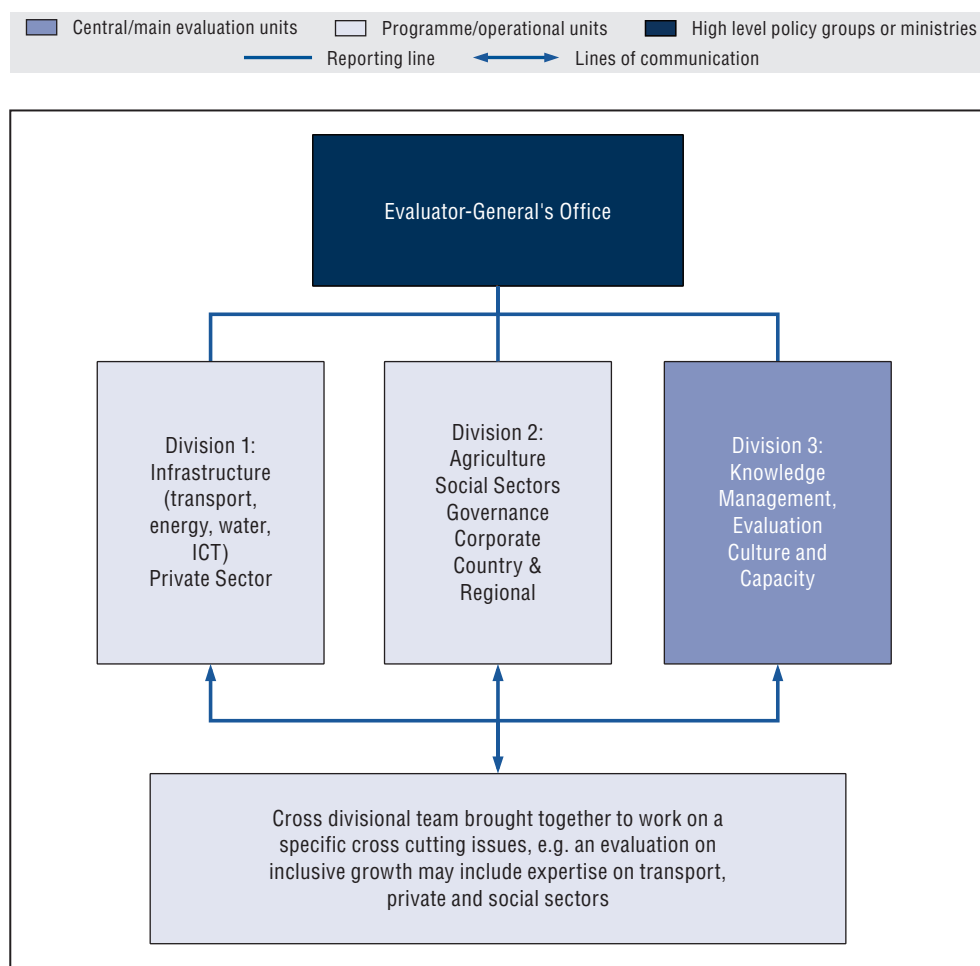 Central/main evaluation units Programme/operational units High level policy groups or ministries
Reporting line Lines of communication
Evaluator-General's Office
Division 1:
Infrastructure
(transport,
energy, water,
ICT)
Private Sector
Division 2:
Agriculture
Social Sectors
Governance
Corporate
Country &
Regional
Division 3:
Knowledge
Management,
Evaluation
Culture and
Capacity
Cross divisional team brought together to work on a
specific cross cutting issues, e.g. an evaluation on
inclusive growth may include expertise on transport,
private and social sectors